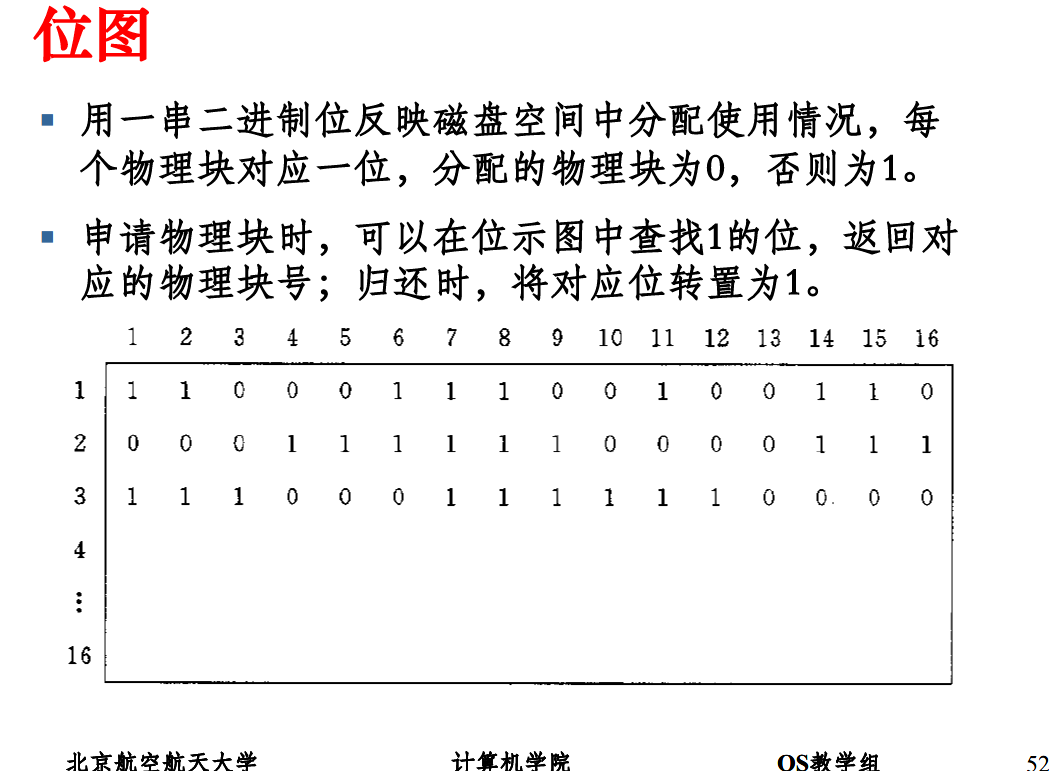 位图
用一串二进制位反映磁盘空间中分配使用情况，每
个物理块对应一位，分配的物理块为0，否则为1。
申请物理块时，可以在位示图中查找1的位，返回对
应的物理块号；归还时，将对应位转置为1。
1 2 3 4 5 6 7 8 9 10 11 12 13 14 15 16
1 1 1 0 0 0 1 1 1 0 0 1 0 0 1 1 0
2 0 0 0 1 1 1 1 1 1 0 0 0 0 1 1 1
3 1 1 1 0 0 0 1 1 1 1 1 1 0 0 0 0
4
⋮
16
北京航空航天大学 计算机学院 OS教学组 52